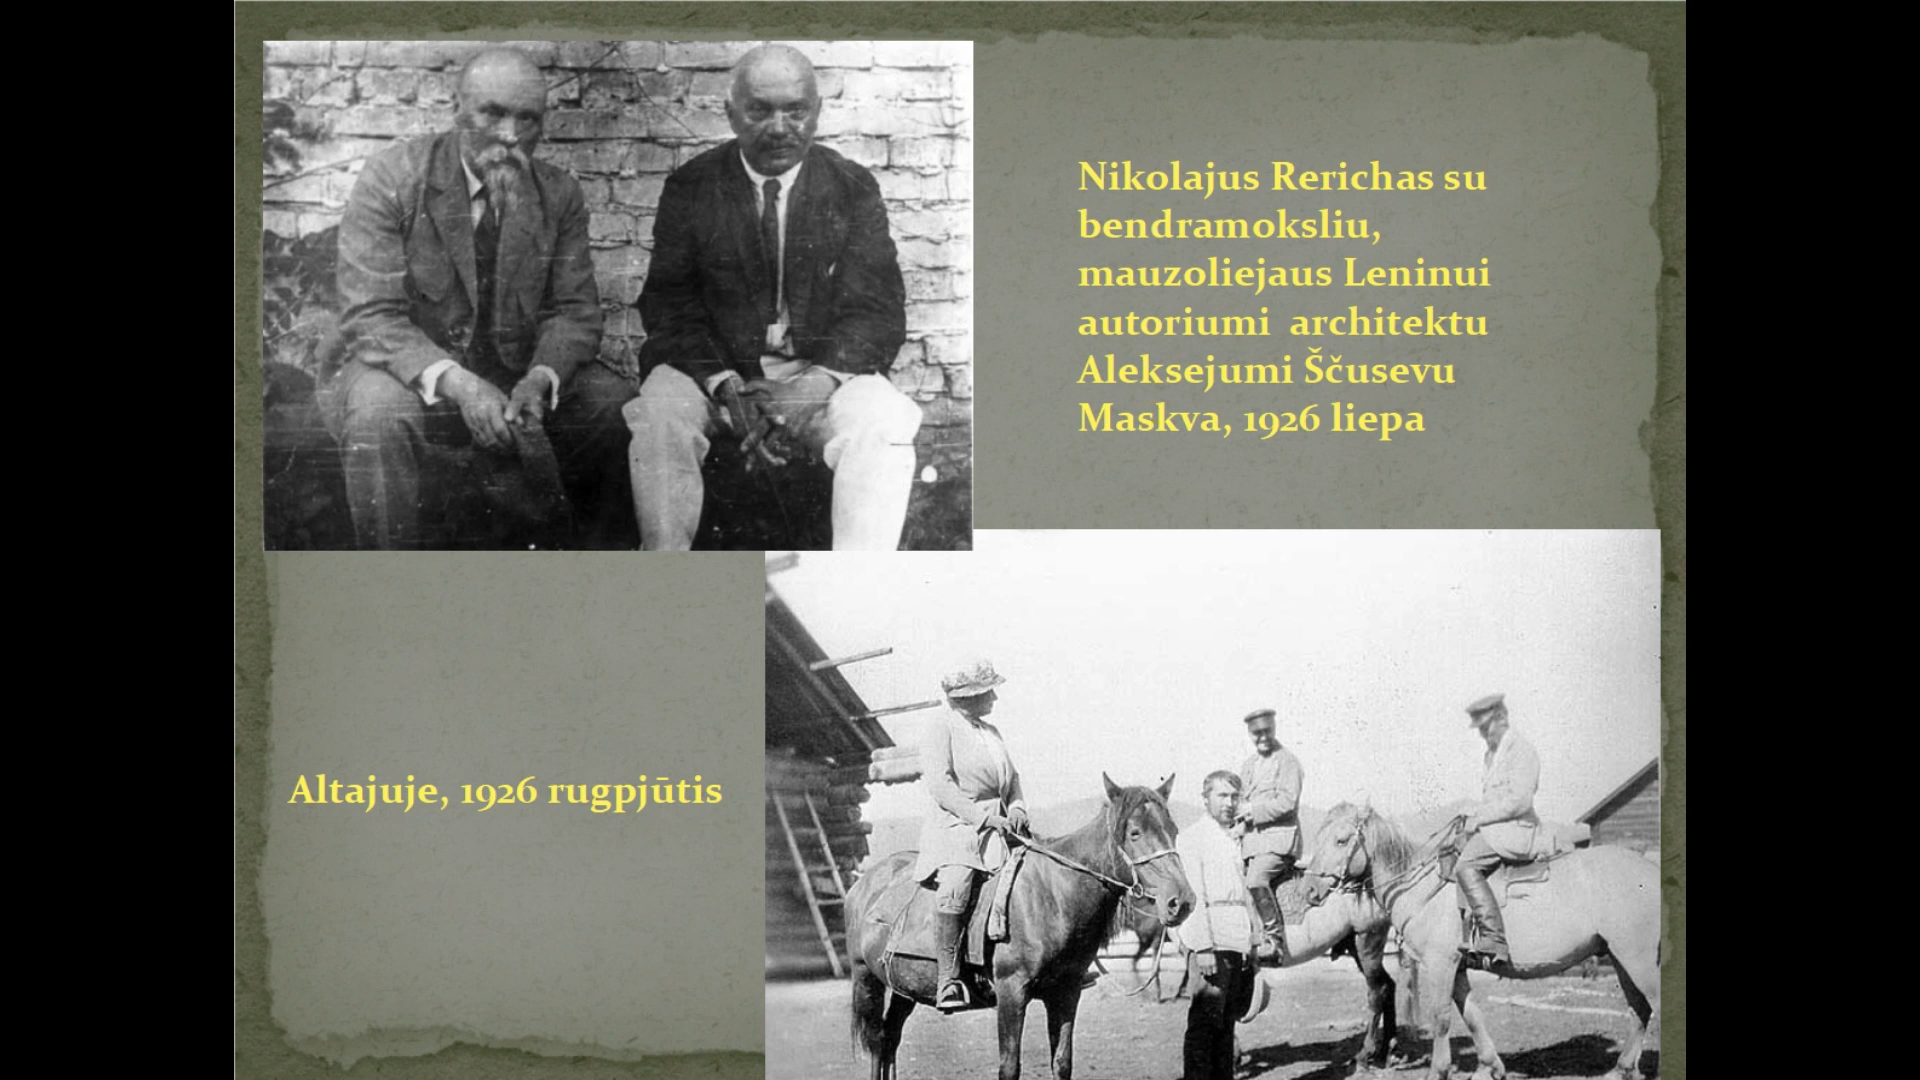 Nikolajus Rerichas su
bendramoksliu,
mauzoliejaus Leninui
autoriumi  architektu
Aleksejumi Ščusevu
Maskva, 1926 liepa
Altajuje, 1926 rugpjūtis